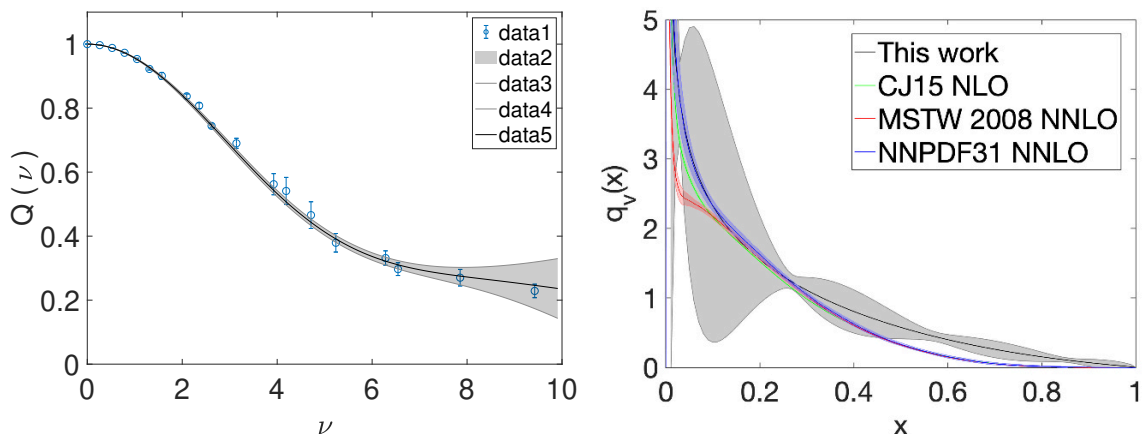 1
0.8
0.6
0.4
0.2
0
Q(ν)
0 2 4 6 8 10
ν
data1
data2
data3
data4
data5
5
4
3
2
1
0
q_v(x)
0 0.2 0.4 0.6 0.8 1
x
This work
CJ15 NLO
MSTW 2008 NNLO
NNPDF31 NNLO